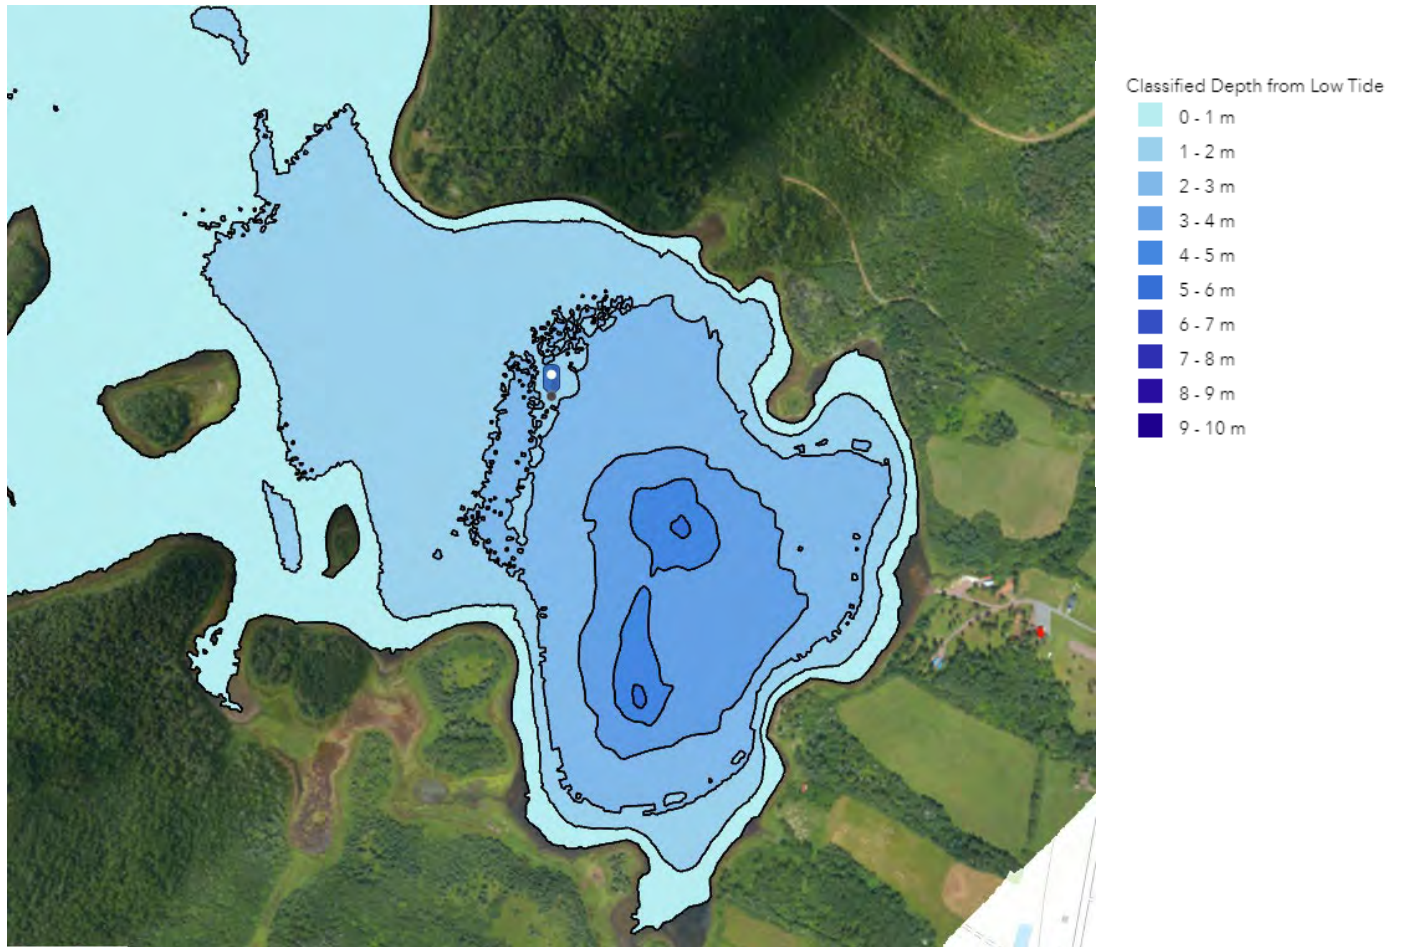 Classified Depth from Low Tide
0 - 1 m
1 - 2 m
2 - 3 m
3 - 4 m
4 - 5 m
5 - 6 m
6 - 7 m
7 - 8 m
8 - 9 m
9 - 10 m